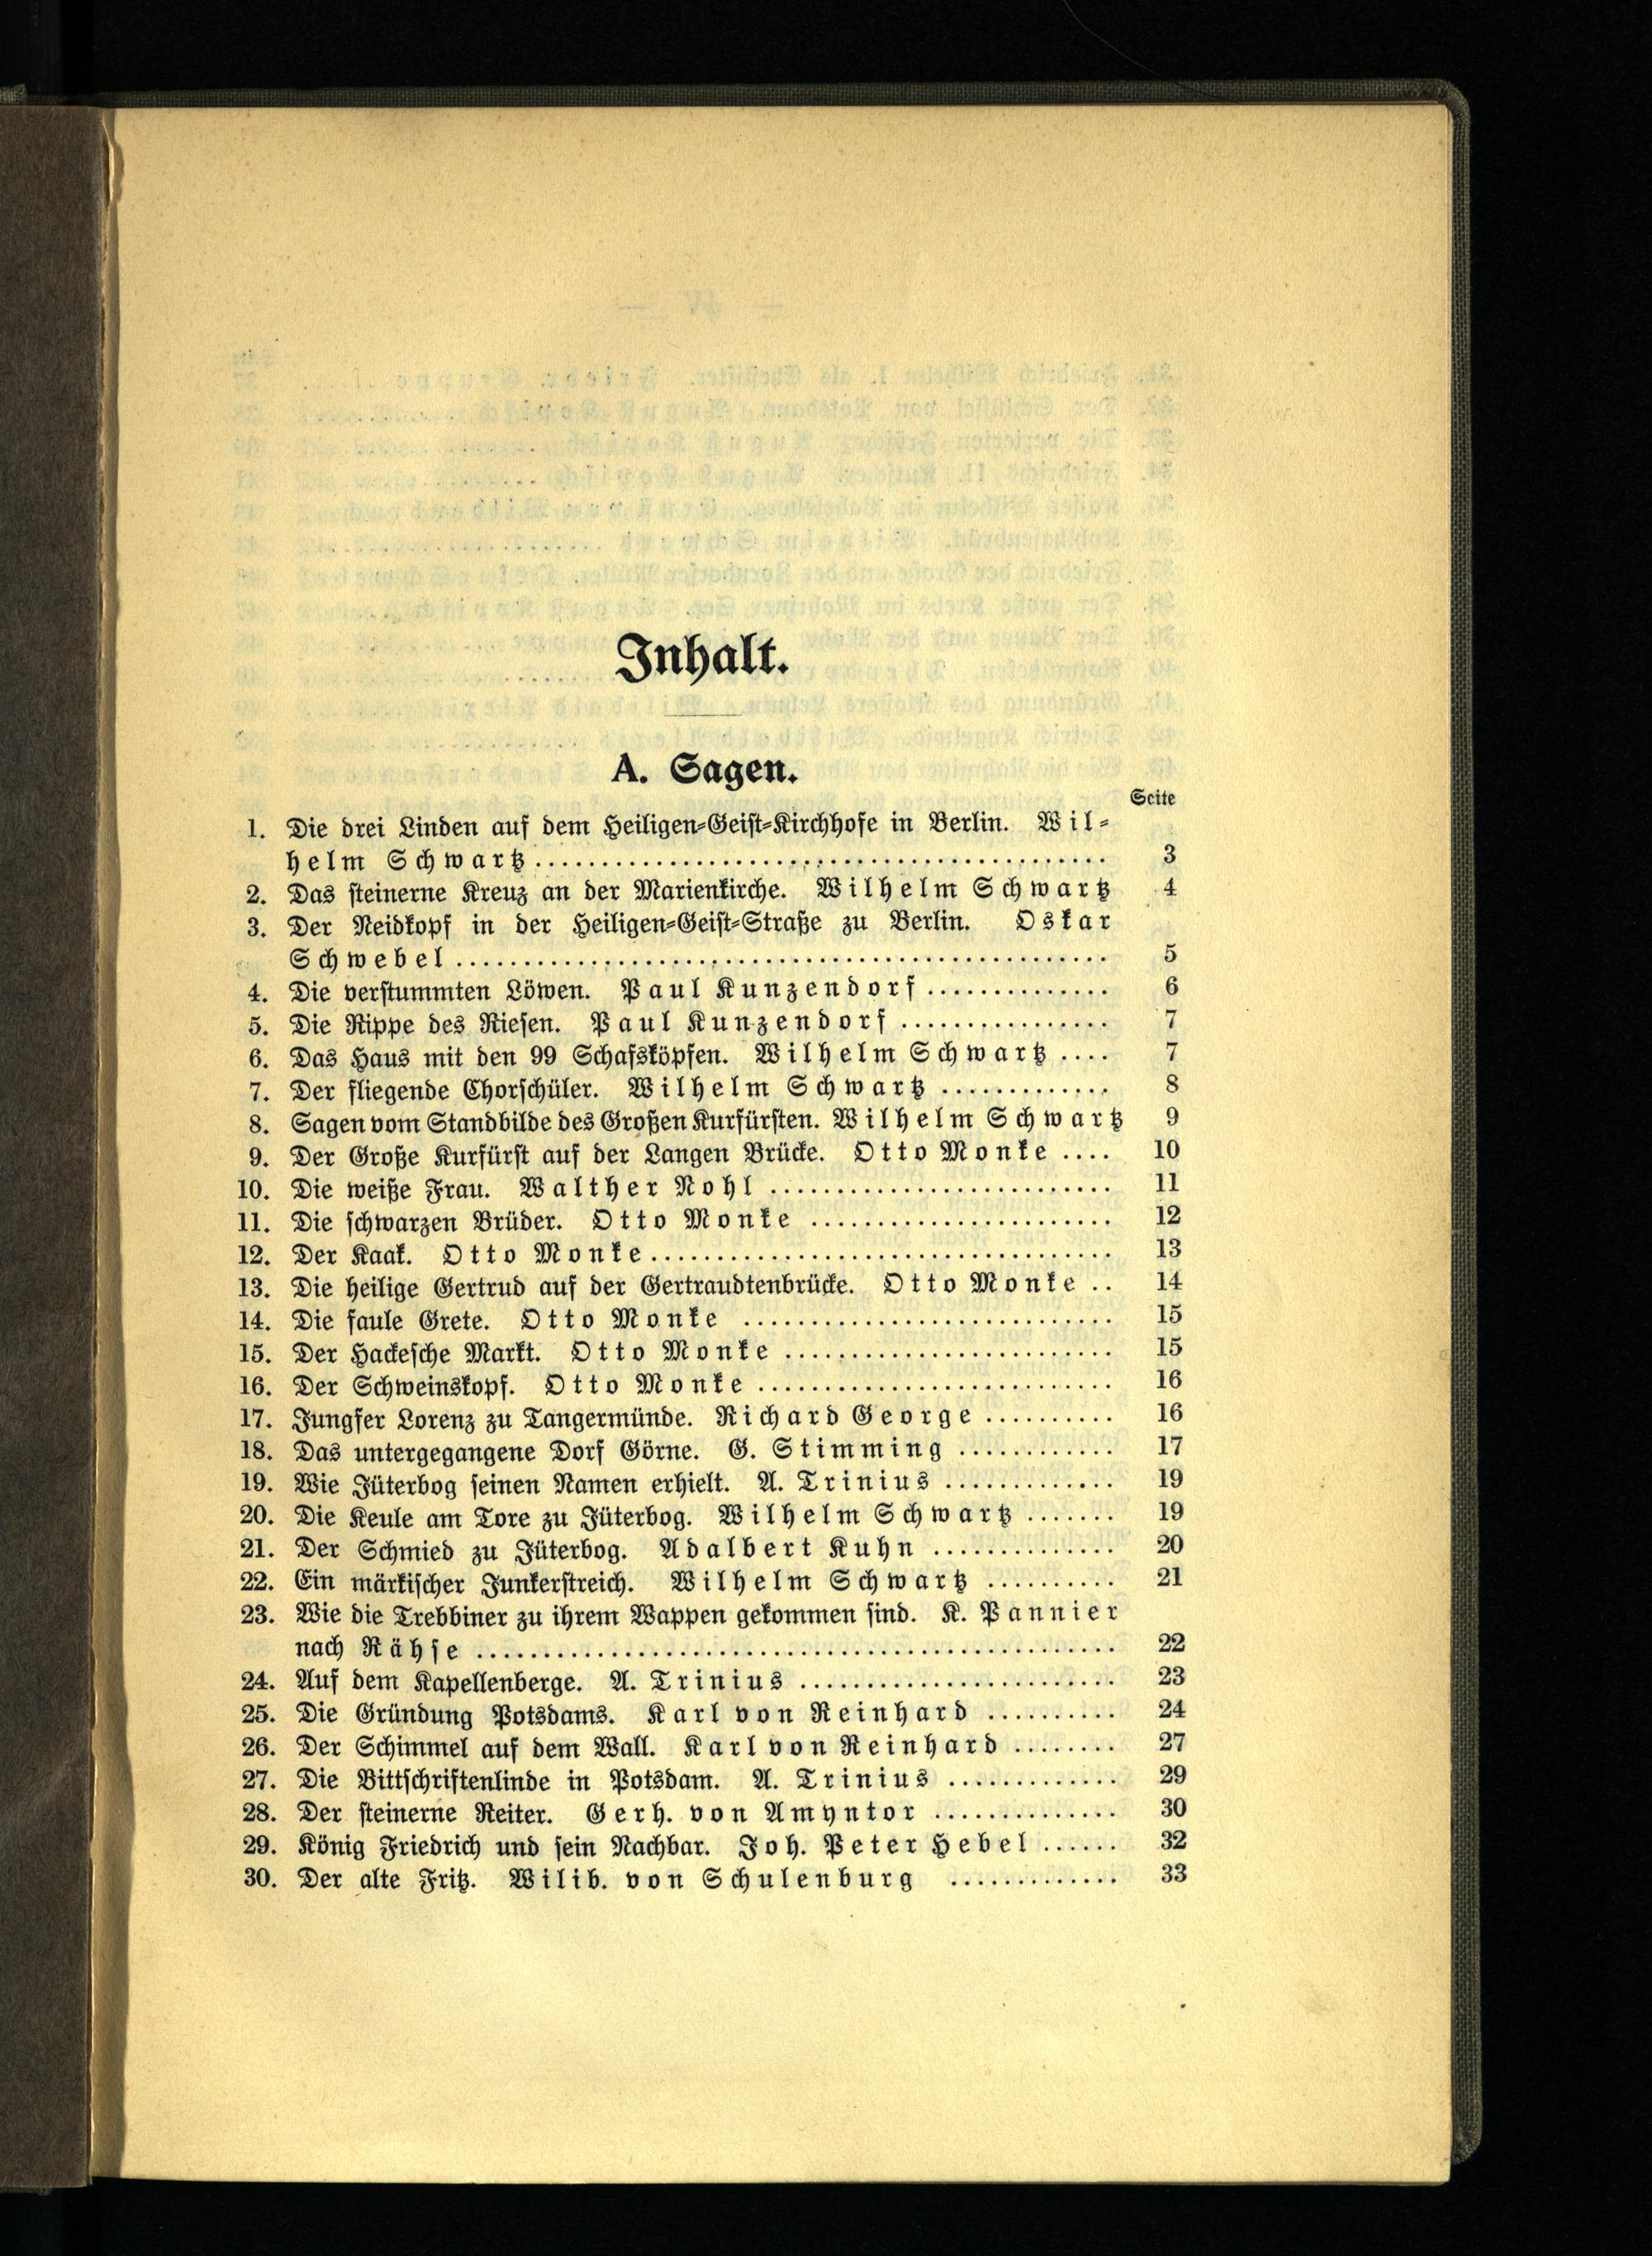 Inhalt.
A. Sagen.
Seite
1. Die drei Linden auf dem Heiligen-Geist-Kirchhofe in Berlin. Wil-
helm Schwartz........................................... 3
2. Das steinerne Kreuz an der Marienkirche. Wilhelm Schwartz 4
3. Der Neidkopf in der Heiligen-Geist-Straße zu Berlin. Oskar
Schwebel................................................. 5
4. Die verstummten Löwen. Paul Kunzendorf.............. 6
5. Die Rippe des Riesen. Paul Kunzendorf................ 7
6. Das Haus mit den 99 Schafsköpfen. Wilhelm Schwartz.... 7
7. Der fliegende Chorschüler. Wilhelm Schwartz............. 8
8. Sagen vom Standbilde des Großen Kurfürsten. Wilhelm Schwartz 9
9. Der Große Kurfürst auf der Langen Brücke. Otto Monke.... 10
10. Die weiße Frau. Walther Nohl.......................... 11
11. Die schwarzen Brüder. Otto Monke....................... 12
12. Der Kaak. Otto Monke................................... 13
13. Die heilige Gertrud auf der Gertraudtenbrücke. Otto Monke.. 14
14. Die faule Grete. Otto Monke............................ 15
15. Der Hackesche Markt. Otto Monke......................... 15
16. Der Schweinskopf. Otto Monke........................... 16
17. Jungfer Lorenz zu Tangermünde. Richard George.......... 16
18. Das untergegangene Dorf Görne. G. Stimming............ 17
19. Wie Jüterbog seinen Namen erhielt. A. Trinius............. 19
20. Die Keule am Tore zu Jüterbog. Wilhelm Schwartz....... 19
21. Der Schmied zu Jüterbog. Adalbert Kuhn.............. 20
22. Ein märkischer Junkerstreich. Wilhelm Schwartz.......... 21
23. Wie die Trebbiner zu ihrem Wappen gekommen sind. K. Pannier
nach Rähse................................................ 22
24. Auf dem Kapellenberge. A. Trinius........................ 23
25. Die Gründung Potsdams. Karl von Reinhard.......... 24
26. Der Schimmel auf dem Wall. Karl von Reinhard........ 27
27. Die Bittschriftenlinde in Potsdam. A. Trinius............. 29
28. Der steinerne Reiter. Gerh. von Amyntor.............. 30
29. König Friedrich und sein Nachbar. Joh. Peter Hebel...... 32
30. Der alte Fritz. Wilib. von Schulenburg............. 33